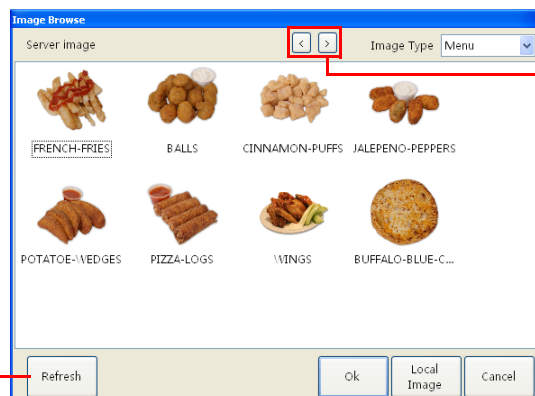 Image Browse
Server image
< >
Image Type Menu
FRENCH-FRIES BALLS CINNAMON-PUFFS JALEPENO-PEPPERS
POTATOE-WEDGES PIZZA-LOGS WINGS BUFFALO-BLUE-C...
Refresh Ok Local Image Cancel